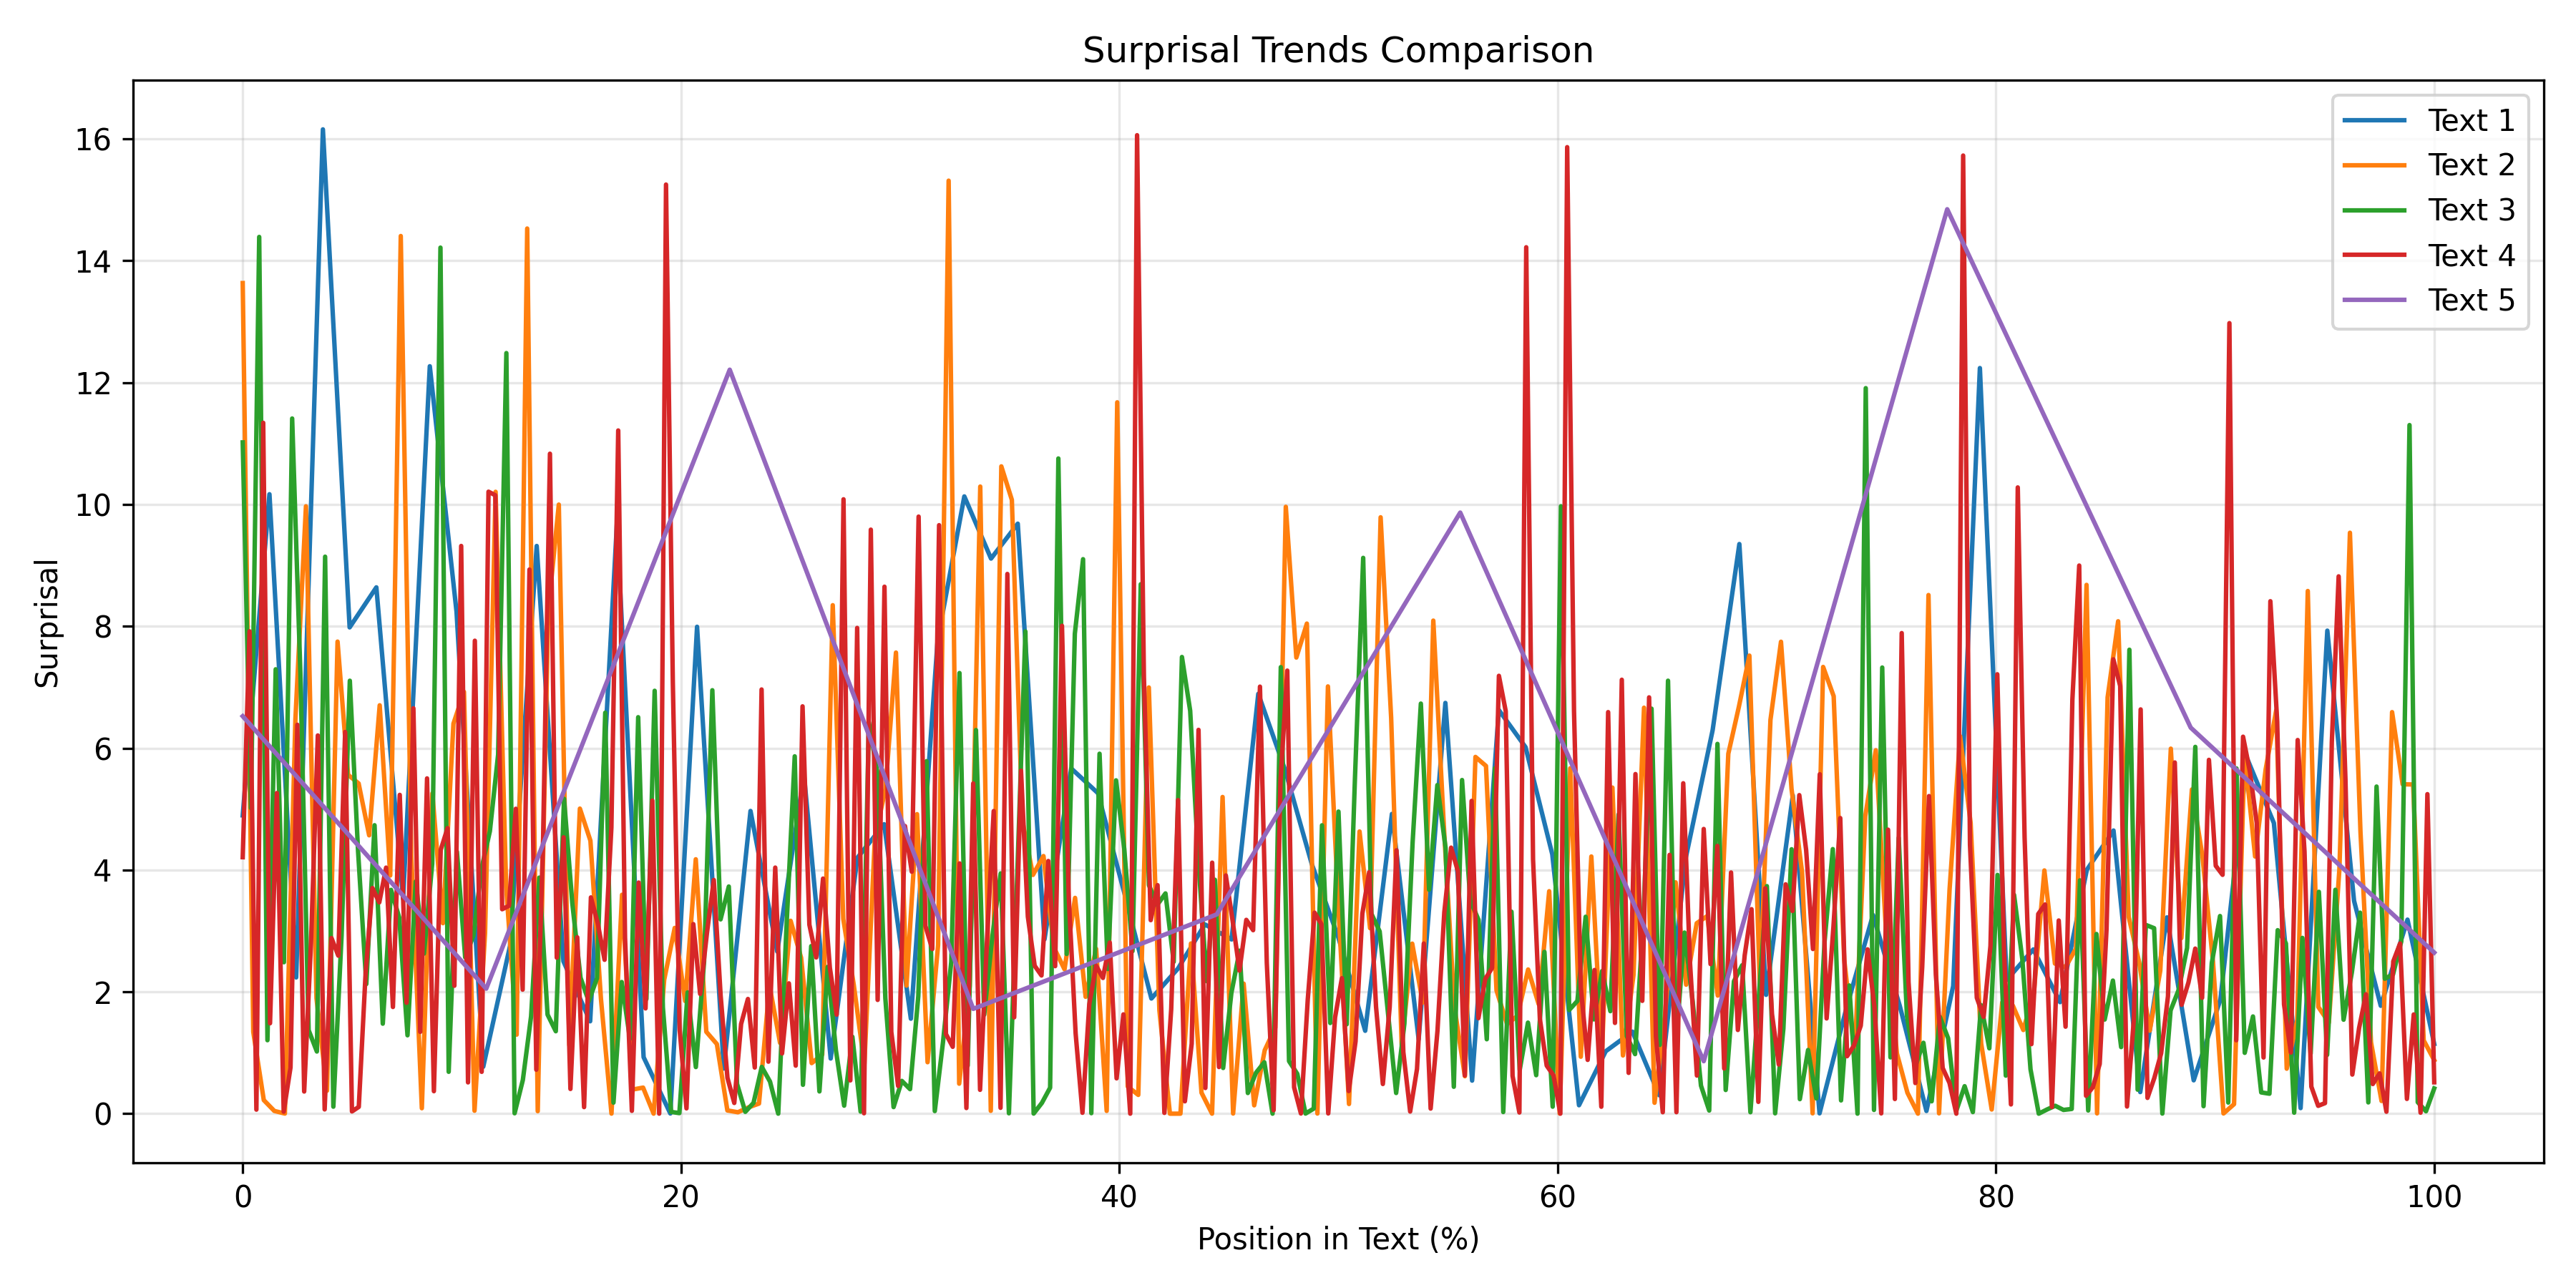 Surprisal Trends Comparison
Surprisal
16
14
12
10
8
6
4
2
0
0 20 40 60 80 100
Position in Text (%)
Text 1
Text 2
Text 3
Text 4
Text 5